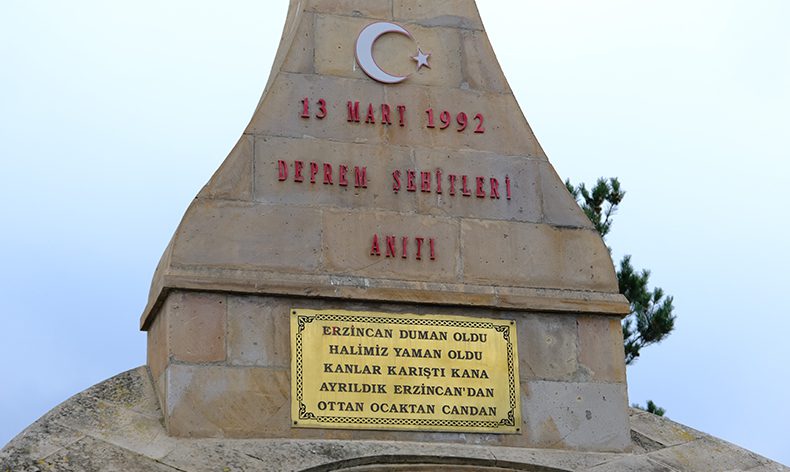 13 MART 1992
DEPREM ŞEHİTLERİ
ANITI
ERZİNCAN DUMAN OLDU
HALİMİZ YAMAN OLDU
KANLAR KARIŞTI KANA
AYRILDIK ERZİNCAN'DAN
OTTAN OCAKTAN CANDAN